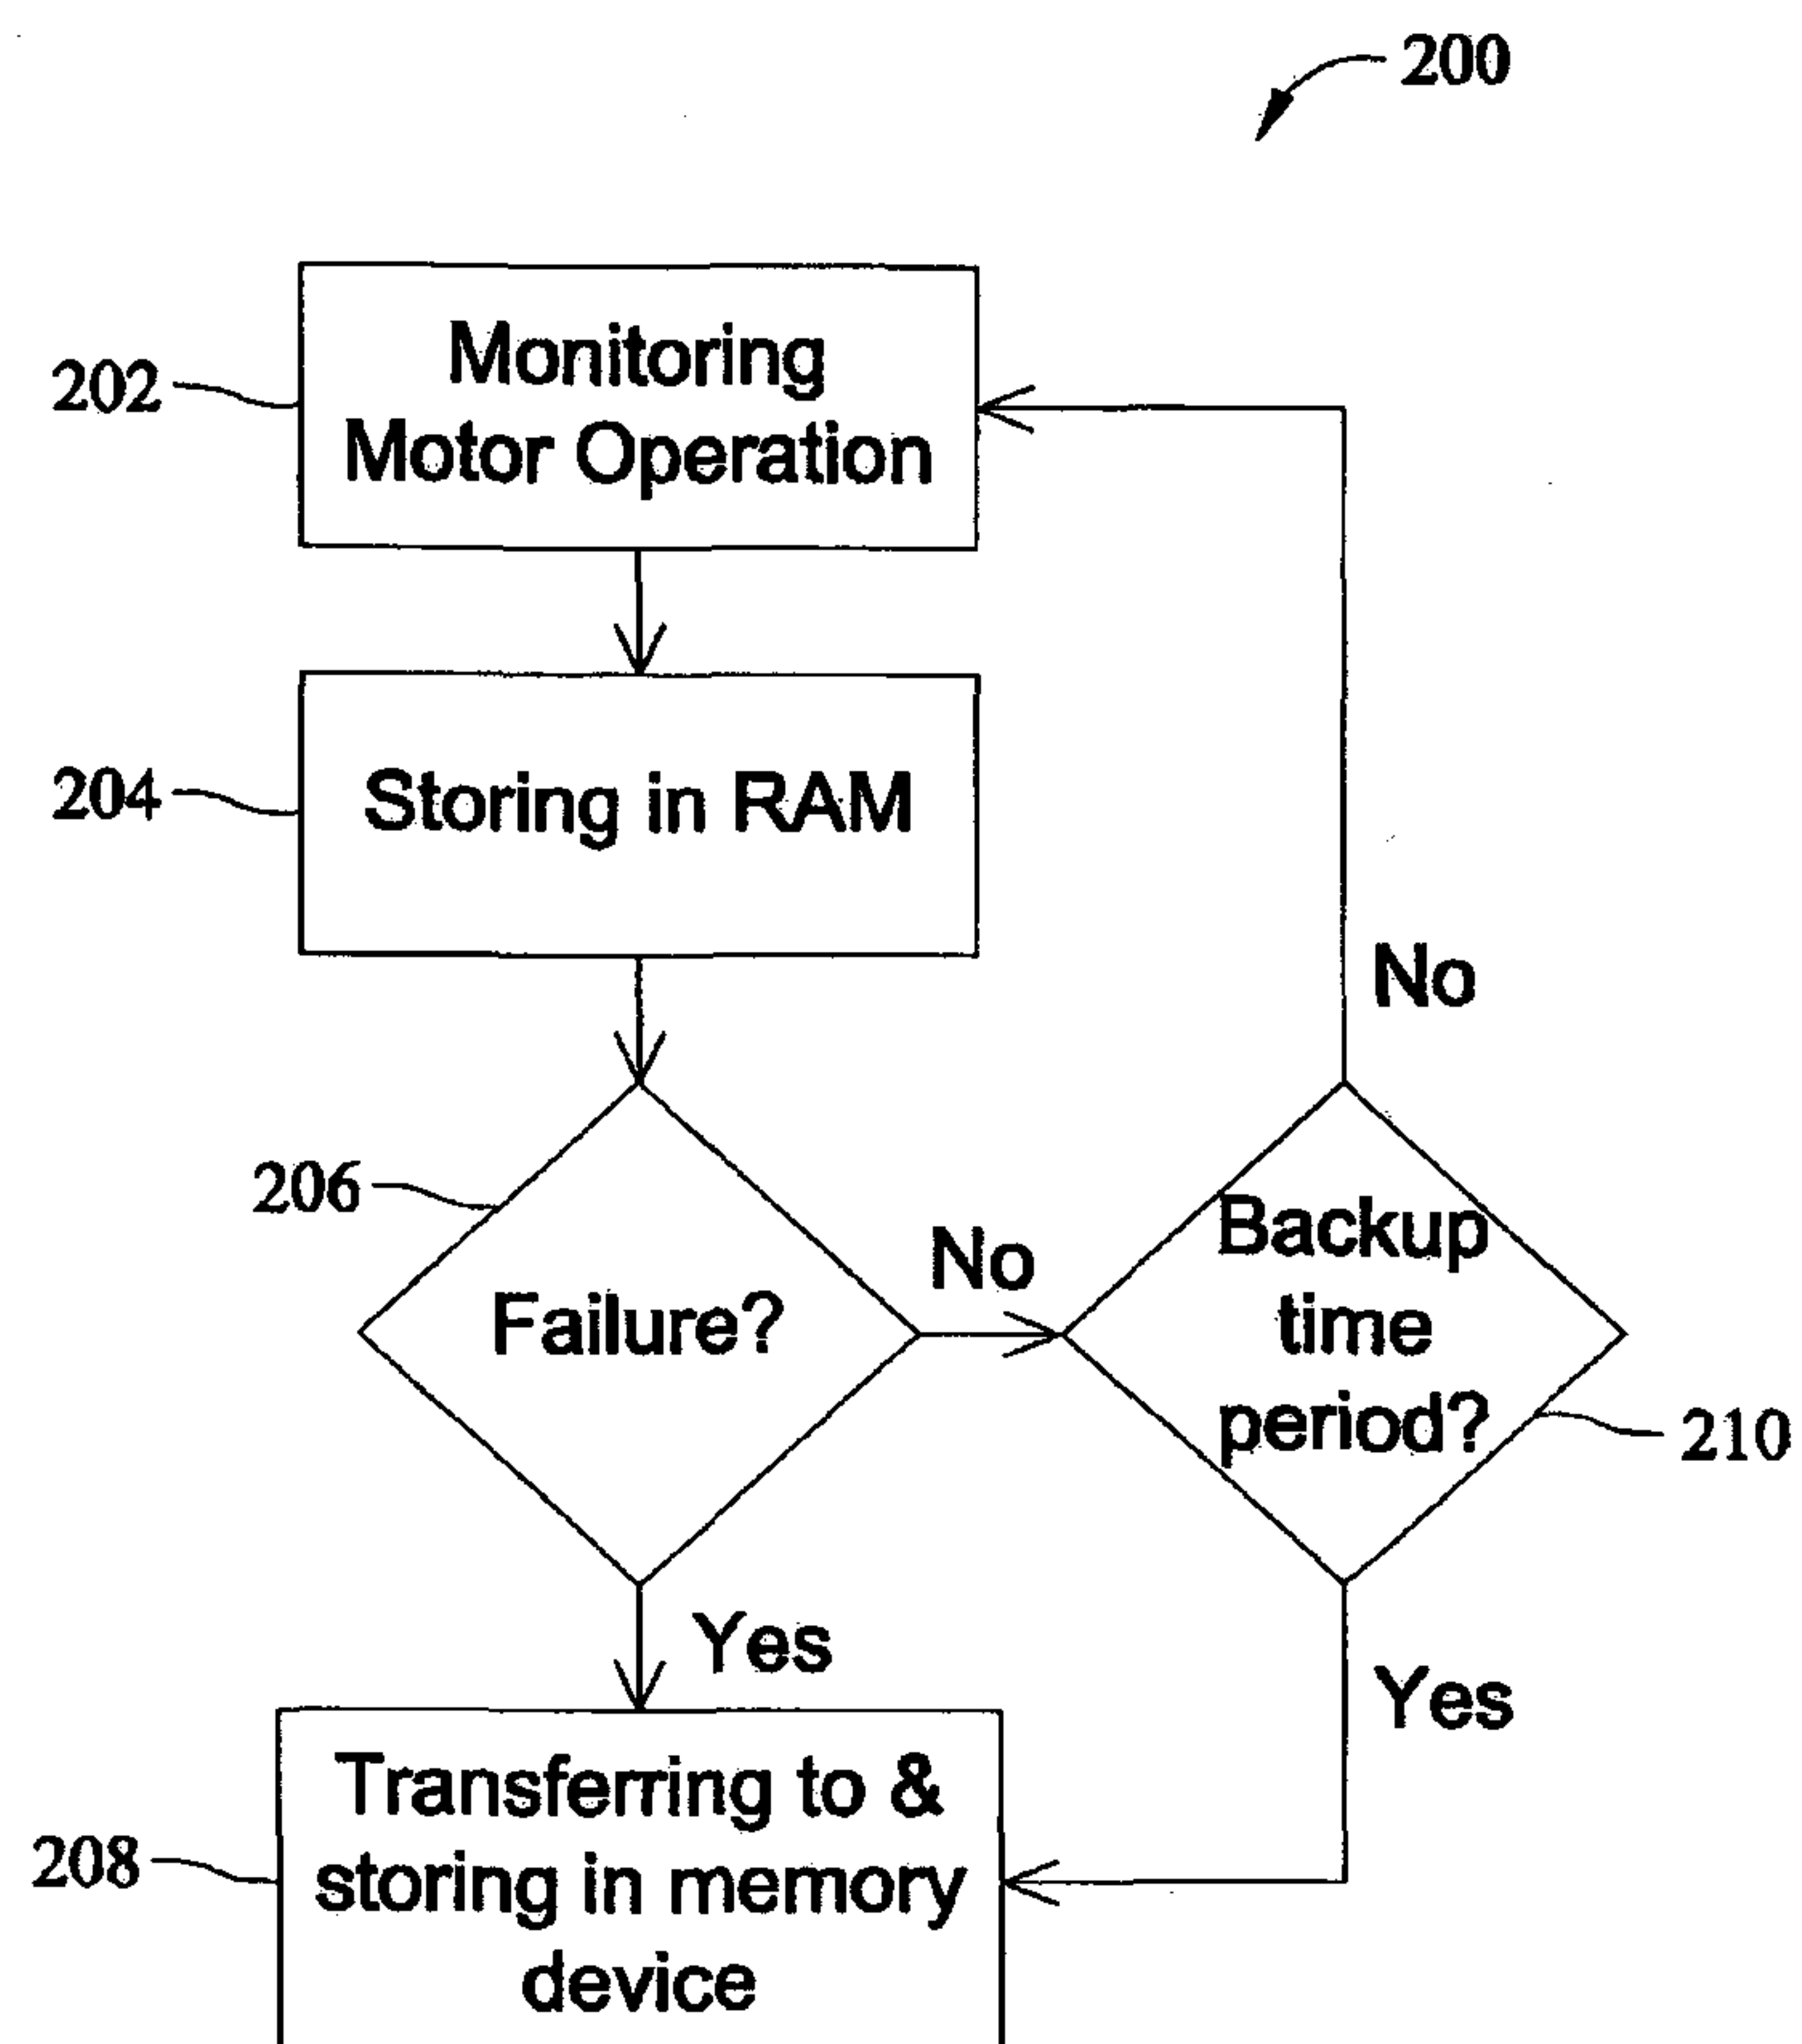 200
202
Monitoring
Motor Operation
204
Storing in RAM
No
206
Failure?
No
Backup
time
period?
210
Yes
Yes
208
Transferring to &
storing in memory
device